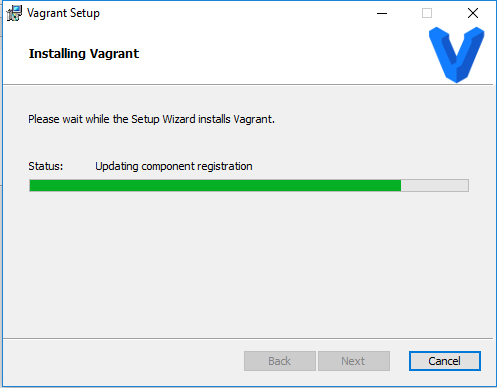 Vagrant Setup
Installing Vagrant
Please wait while the Setup Wizard installs Vagrant.
Status: Updating component registration
Back Next Cancel